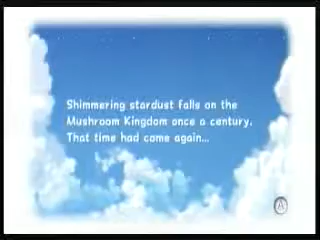 Shimmering stardust falls on the
Mushroom Kingdom once a century.
That time had come again...
A